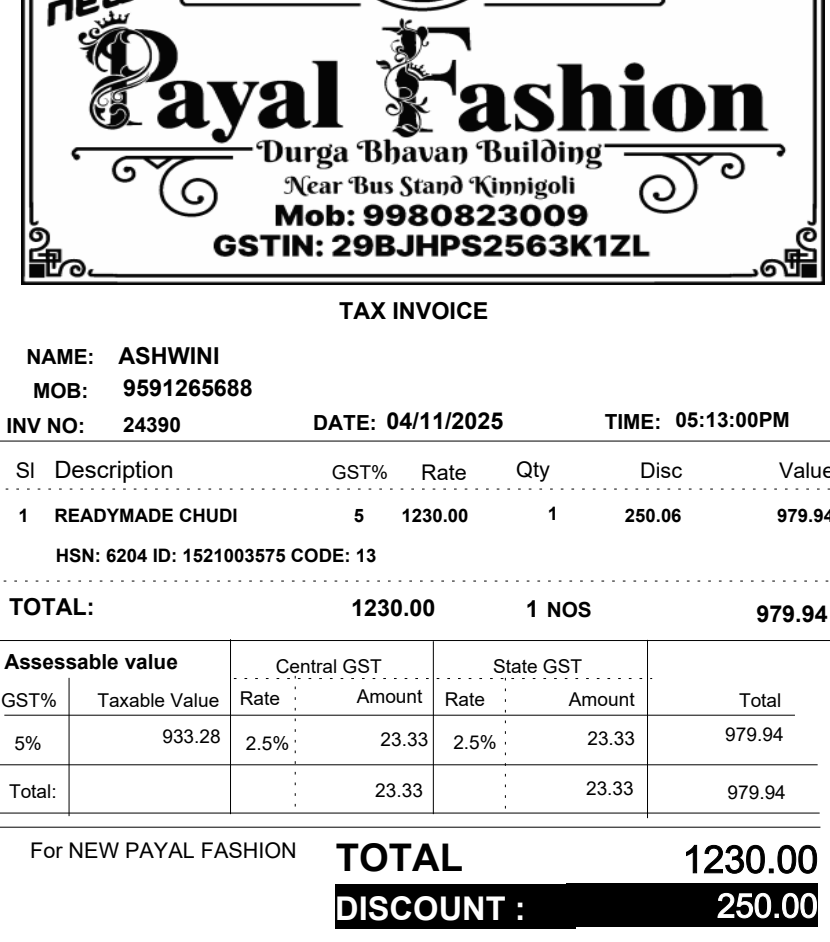 new
Payal Fashion
Durga Bhavan Building
Near Bus Stand Kinnigoli
Mob: 9980823009
GSTIN: 29BJHPS2563K1ZL
TAX INVOICE
NAME: ASHWINI
MOB: 9591265688
INV NO: 24390 DATE: 04/11/2025 TIME: 05:13:00PM
Sl Description GST% Rate Qty Disc Value
1 READYMADE CHUDI 5 1230.00 1 250.06 979.94
HSN: 6204 ID: 1521003575 CODE: 13
TOTAL: 1230.00 1 NOS 979.94
Assessable value Central GST State GST
GST% Taxable Value Rate Amount Rate Amount Total
5% 933.28 2.5% 23.33 2.5% 23.33 979.94
Total: 23.33 23.33 979.94
For NEW PAYAL FASHION TOTAL 1230.00
DISCOUNT : 250.00